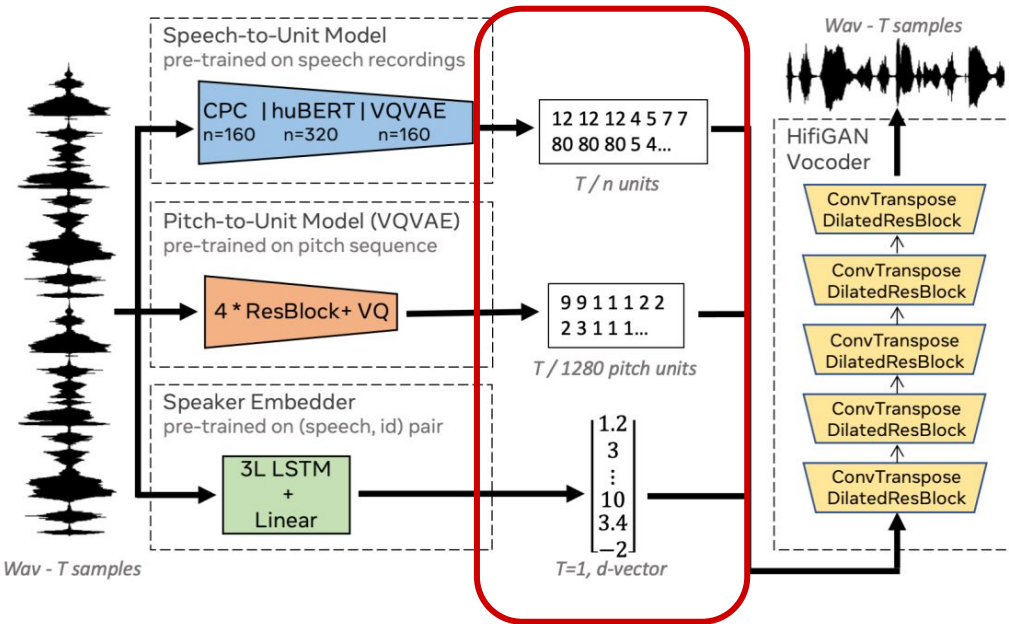 Speech-to-Unit Model
pre-trained on speech recordings
CPC | huBERT | VQVAE
n=160 n=320 n=160
12 12 12 4 5 7 7
80 80 80 5 4...
T / n units
Pitch-to-Unit Model (VQVAE)
pre-trained on pitch sequence
4 * ResBlock+ VQ
9 9 1 1 1 2 2
2 3 1 1 1...
T / 1280 pitch units
Speaker Embedder
pre-trained on (speech, id) pair
3L LSTM
+
Linear
1.2
3
⋮
10
3.4
−2
T=1, d-vector
Wav - T samples
Wav - T samples
HifiGAN
Vocoder
ConvTranspose
DilatedResBlock
ConvTranspose
DilatedResBlock
ConvTranspose
DilatedResBlock
ConvTranspose
DilatedResBlock
ConvTranspose
DilatedResBlock